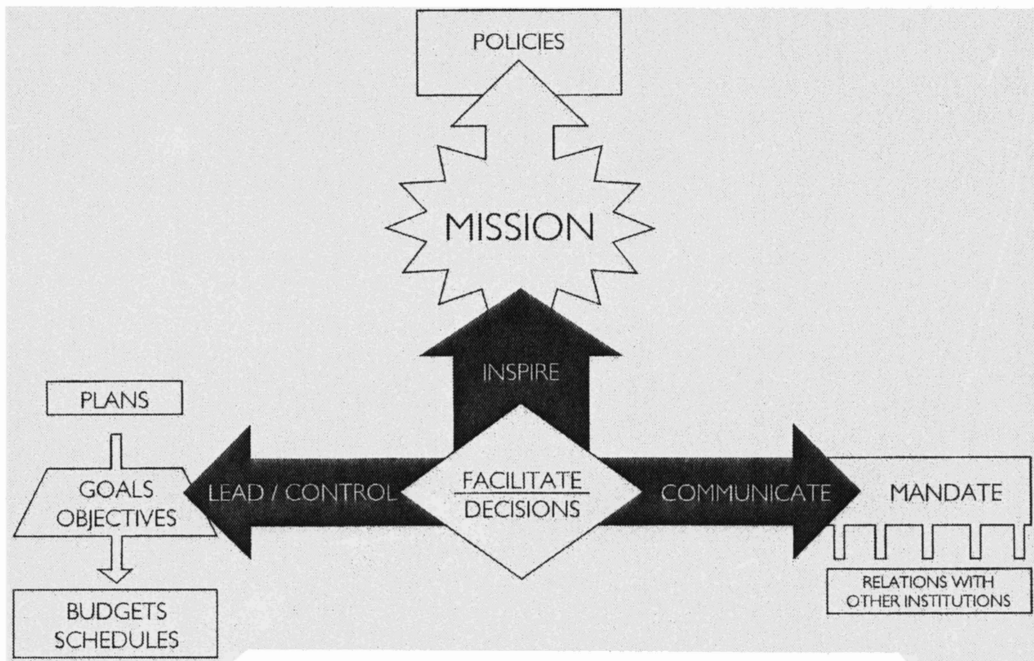 POLICIES
MISSION
INSPIRE
PLANS
GOALS
OBJECTIVES
LEAD / CONTROL
FACILITATE
DECISIONS
COMMUNICATE
MANDATE
BUDGETS
SCHEDULES
RELATIONS WITH
OTHER INSTITUTIONS